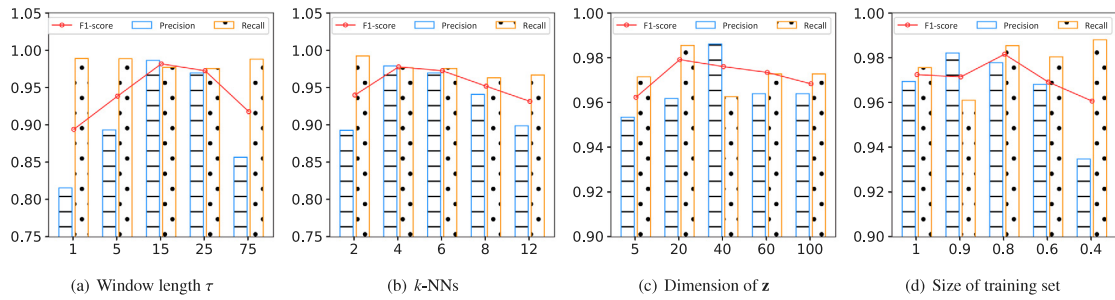 F1-score Precision Recall
1.05
1.00
0.95
0.90
0.85
0.80
0.75
1 5 15 25 75
(a) Window length τ
F1-score Precision Recall
1.05
1.00
0.95
0.90
0.85
0.80
0.75
2 4 6 8 12
(b) k-NNs
F1-score Precision Recall
1.00
0.98
0.96
0.94
0.92
0.90
5 20 40 60 100
(c) Dimension of z
F1-score Precision Recall
1.00
0.98
0.96
0.94
0.92
0.90
1 0.9 0.8 0.6 0.4
(d) Size of training set